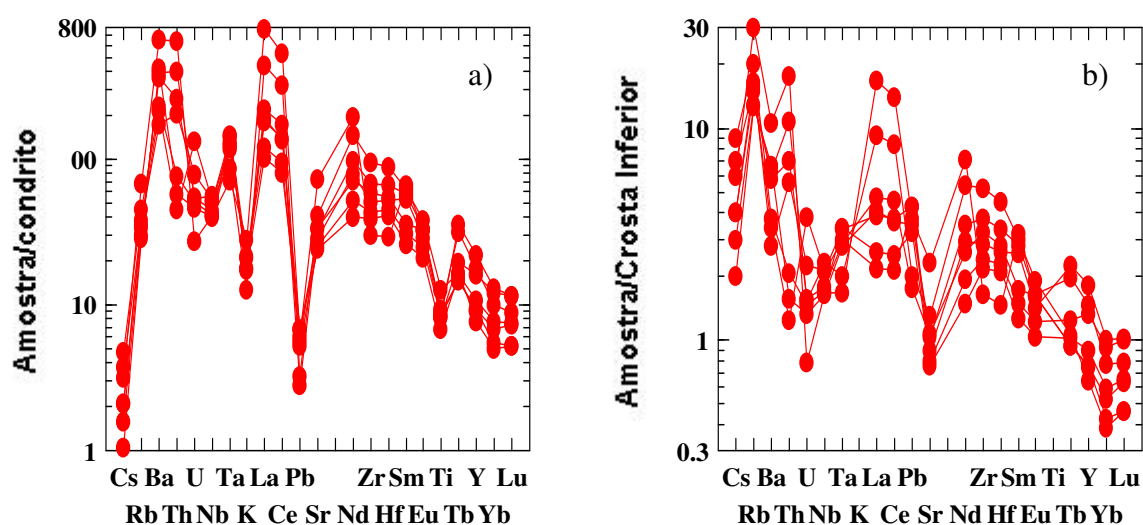 800
00
10
1
Amostra/condrito
a)
Cs Ba U Ta La Pb Zr Sm Ti Y Lu
Rb Th Nb K Ce Sr Nd Hf Eu Tb Yb
30
10
1
0.3
Amostra/Crosta Inferior
b)
Cs Ba U Ta La Pb Zr Sm Ti Y Lu
Rb Th Nb K Ce Sr Nd Hf Eu Tb Yb